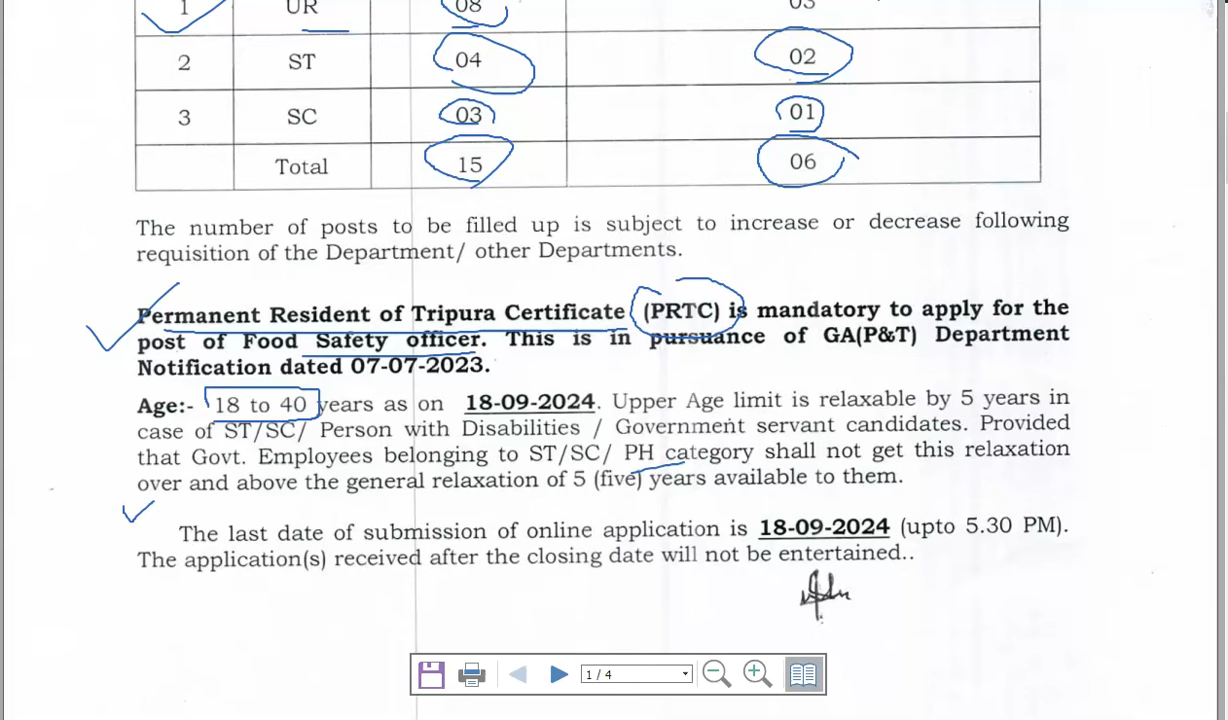 1 UR 08 03
2 ST 04 02
3 SC 03 01
Total 15 06
The number of posts to be filled up is subject to increase or decrease following
requisition of the Department/ other Departments.
Permanent Resident of Tripura Certificate (PRTC) is mandatory to apply for the
post of Food Safety officer. This is in pursuance of GA(P&T) Department
Notification dated 07-07-2023.
Age:- 18 to 40 years as on 18-09-2024. Upper Age limit is relaxable by 5 years in
case of ST/SC/ Person with Disabilities / Government servant candidates. Provided
that Govt. Employees belonging to ST/SC/ PH category shall not get this relaxation
over and above the general relaxation of 5 (five) years available to them.
The last date of submission of online application is 18-09-2024 (upto 5.30 PM).
The application(s) received after the closing date will not be entertained..
1 / 4